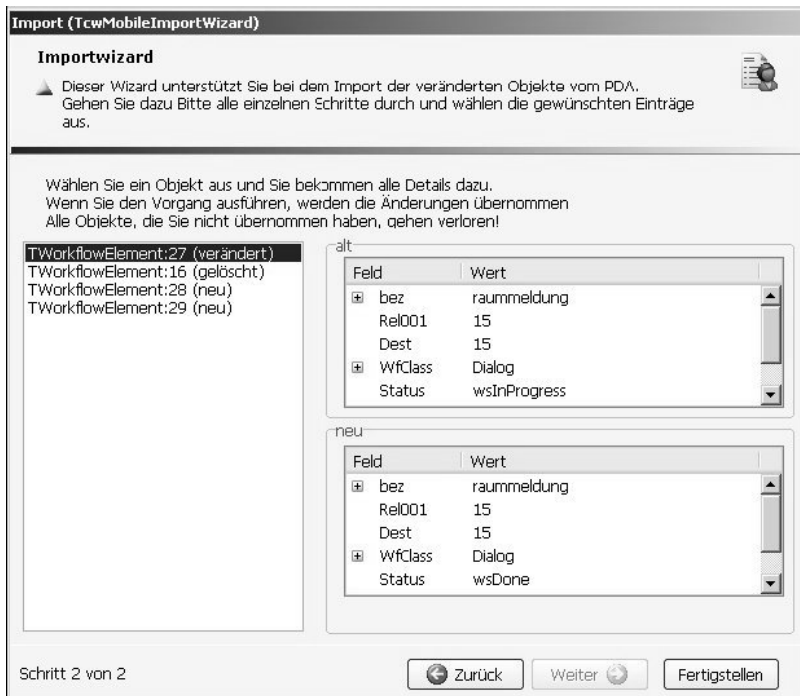 Import (TcwMobileImportWizard)
Importwizard
Dieser Wizard unterstützt Sie bei dem Import der veränderten Objekte vom PDA.
Gehen Sie dazu Bitte alle einzelnen Schritte durch und wählen die gewünschten Einträge
aus.
Wählen Sie ein Objekt aus und Sie bekommen alle Details dazu.
Wenn Sie den Vorgang ausführen, werden die Änderungen übernommen
Alle Objekte, die Sie nicht übernommen haben, gehen verloren!
TWorkflowElement:27 (verändert)
TWorkflowElement:16 (gelöscht)
TWorkflowElement:28 (neu)
TWorkflowElement:29 (neu)
alt
Feld Wert
bez raummeldung
Rel001 15
Dest 15
WfClass Dialog
Status wsInProgress
neu
Feld Wert
bez raummeldung
Rel001 15
Dest 15
WfClass Dialog
Status wsDone
Schritt 2 von 2
Zurück Weiter Fertigstellen